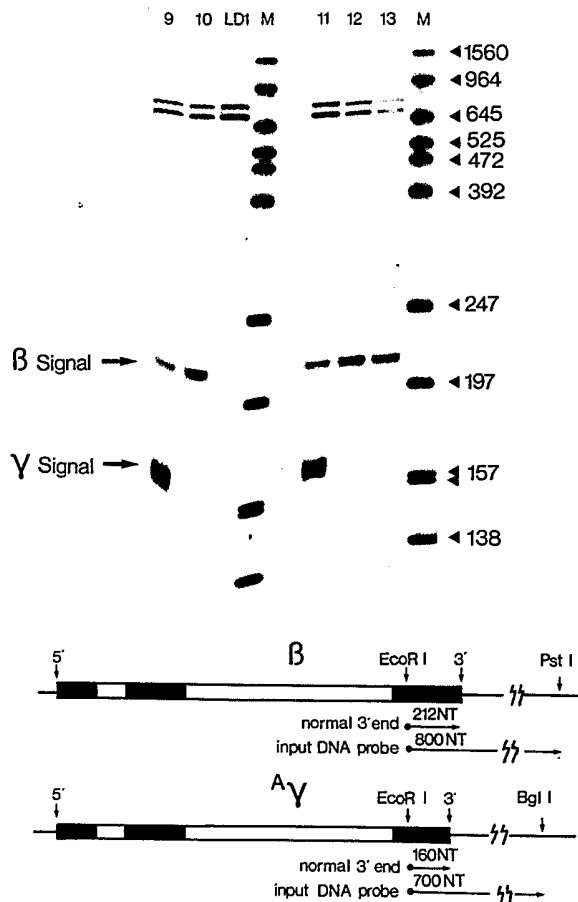 9 10 LD1 M 11 12 13 M
1560
964
645
525
472
392
247
β Signal
197
γ Signal
157
138
β
5' EcoR I 3' Pst I
212NT
normal 3'end
800NT
input DNA probe
Aγ
5' EcoR I 3' Bgl I
160NT
normal 3' end
700NT
input DNA probe